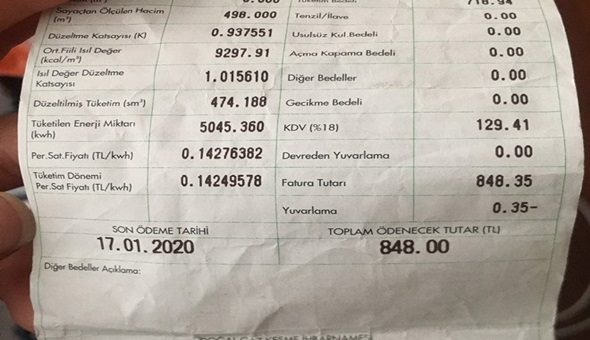 718.94
Sayaçtan Ölçülen Hacim (m³) 498.000 Tenzil/İlave 0.00
Düzeltme Katsayısı (K) 0.937551 Usulsüz Kul.Bedeli 0.00
Ort.Fiili Isıl Değer (kcal/m³) 9297.91 Açma Kapama Bedeli 0.00
Isıl Değer Düzeltme Katsayısı 1.015610 Diğer Bedeller 0.00
Düzeltilmiş Tüketim (sm³) 474.188 Gecikme Bedeli 0.00
Tüketilen Enerji Miktarı (kwh) 5045.360 KDV (%18) 129.41
Per.Sat.Fiyatı (TL/kwh) 0.14276382 Devreden Yuvarlama 0.00
Tüketim Dönemi Per.Sat Fiyatı (TL/kwh) 0.14249578 Fatura Tutarı 848.35
Yuvarlama 0.35-
SON ÖDEME TARİHİ TOPLAM ÖDENECEK TUTAR (TL)
17.01.2020 848.00
Diğer Bedeller Açıklama: